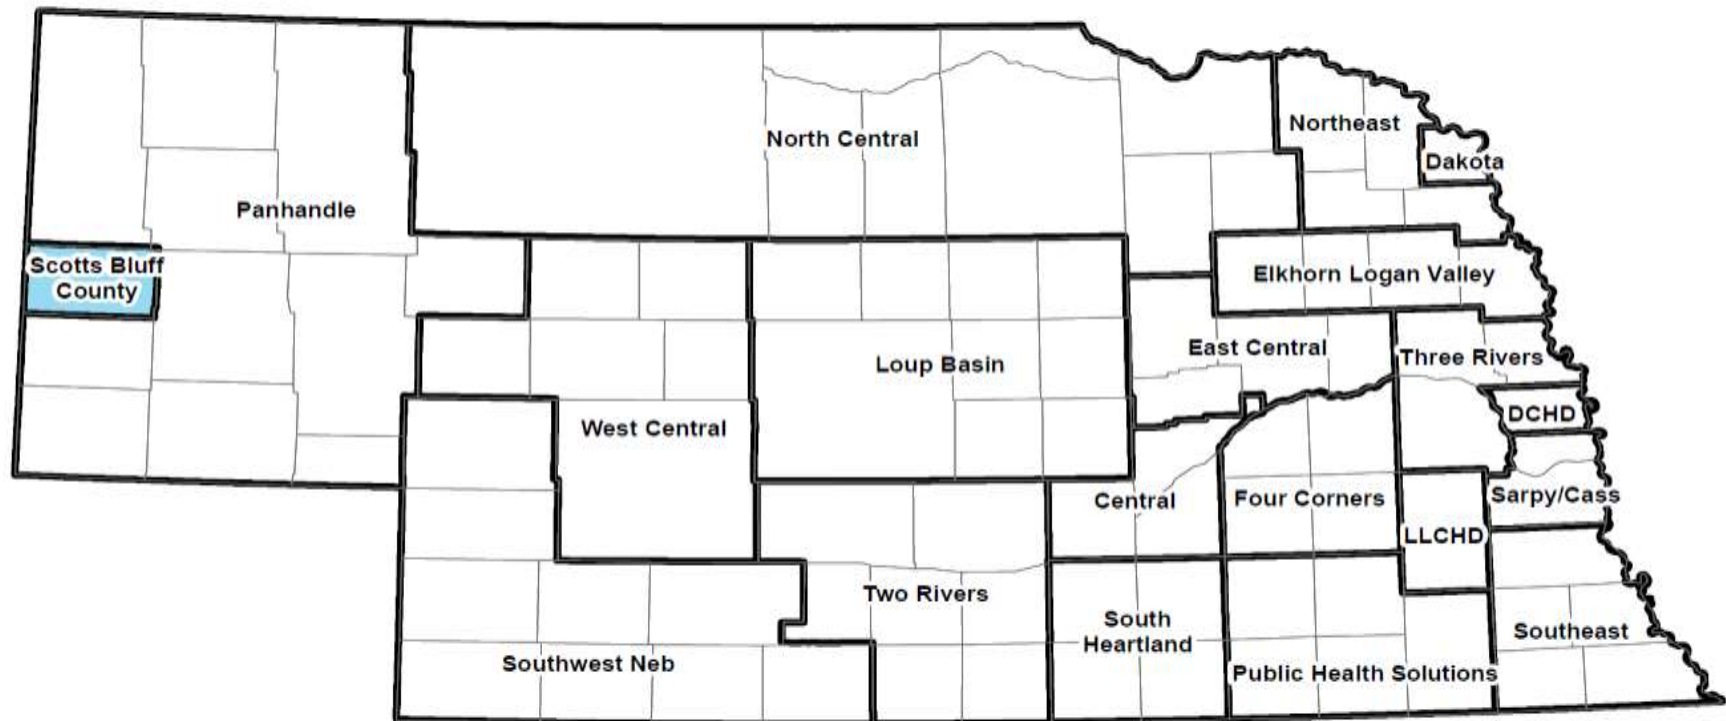 Northeast
North Central
Dakota
Panhandle
Scotts Bluff
County
Elkhorn Logan Valley
East Central
Three Rivers
Loup Basin
DCHD
West Central
Central
Four Corners
Sarpy/Cass
LLCHD
Two Rivers
South
Heartland
Southeast
Southwest Neb
Public Health Solutions